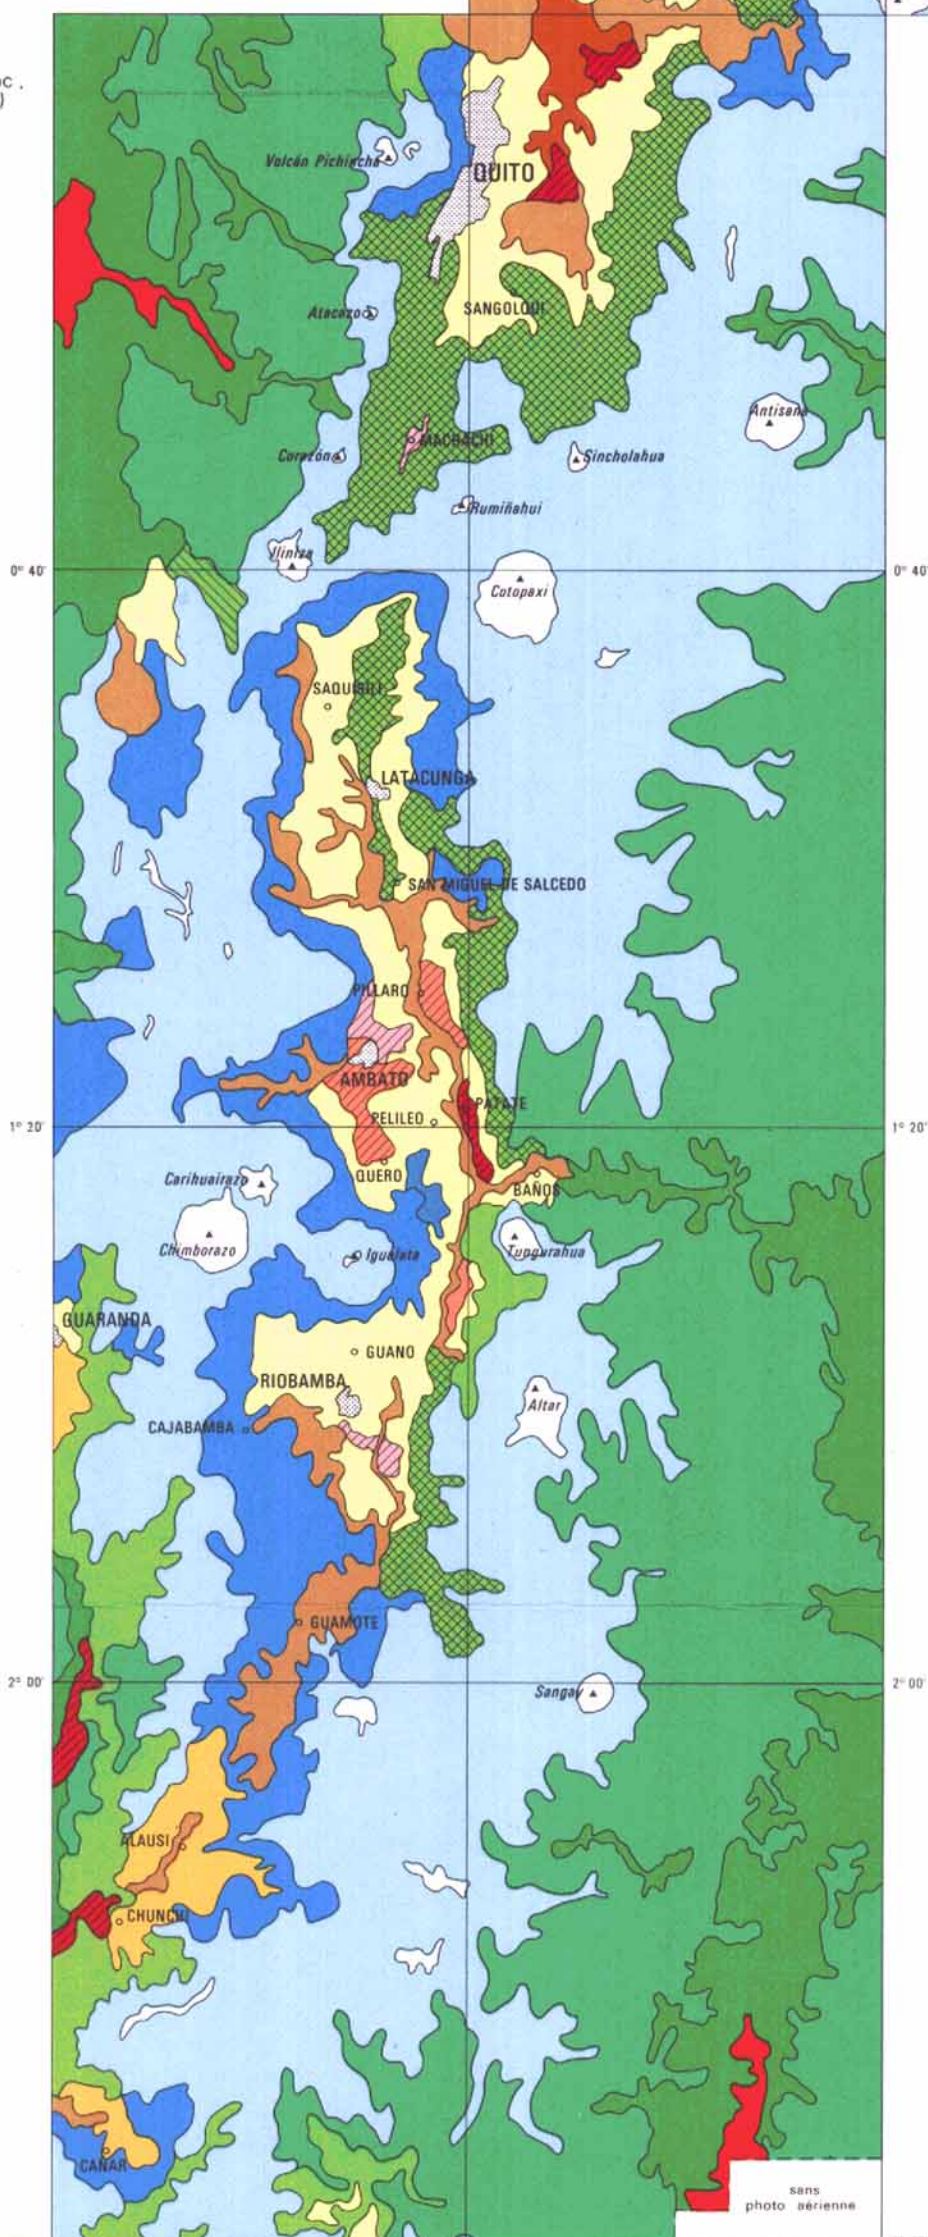 Volcán Pichincha
QUITO
Atacazo
SANGOLQUI
Antisana
MACHACHI
Corazón
Sincholahua
Rumiñahui
Iliniza
0° 40'
0° 40'
Cotopaxi
SAQUISILI
LATACUNGA
SAN MIGUEL DE SALCEDO
PILLARO
AMBATO
PATATE
PELILEO
1° 20'
1° 20'
Carihuairazo
QUERO
BAÑOS
Chimborazo
Igualata
Tungurahua
GUARANDA
GUANO
RIOBAMBA
Altar
CAJABAMBA
GUAMOTE
2° 00'
2° 00'
Sangay
ALAUSI
CHUNCHI
CAÑAR
sans
photo aérienne